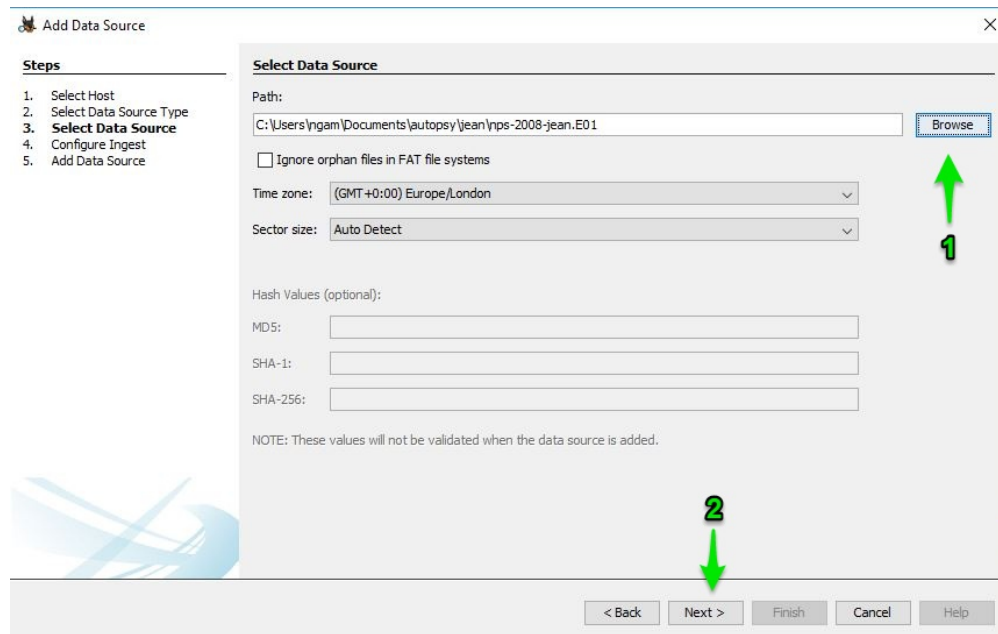 Add Data Source
Steps
1. Select Host
2. Select Data Source Type
3. Select Data Source
4. Configure Ingest
5. Add Data Source
Select Data Source
Path:
C:\Users\ngam\Documents\autopsy\jean\nps-2008-jean.E01
Browse
Ignore orphan files in FAT file systems
Time zone: (GMT+0:00) Europe/London
Sector size: Auto Detect
1
Hash Values (optional):
MD5:
SHA-1:
SHA-256:
NOTE: These values will not be validated when the data source is added.
2
< Back Next > Finish Cancel Help